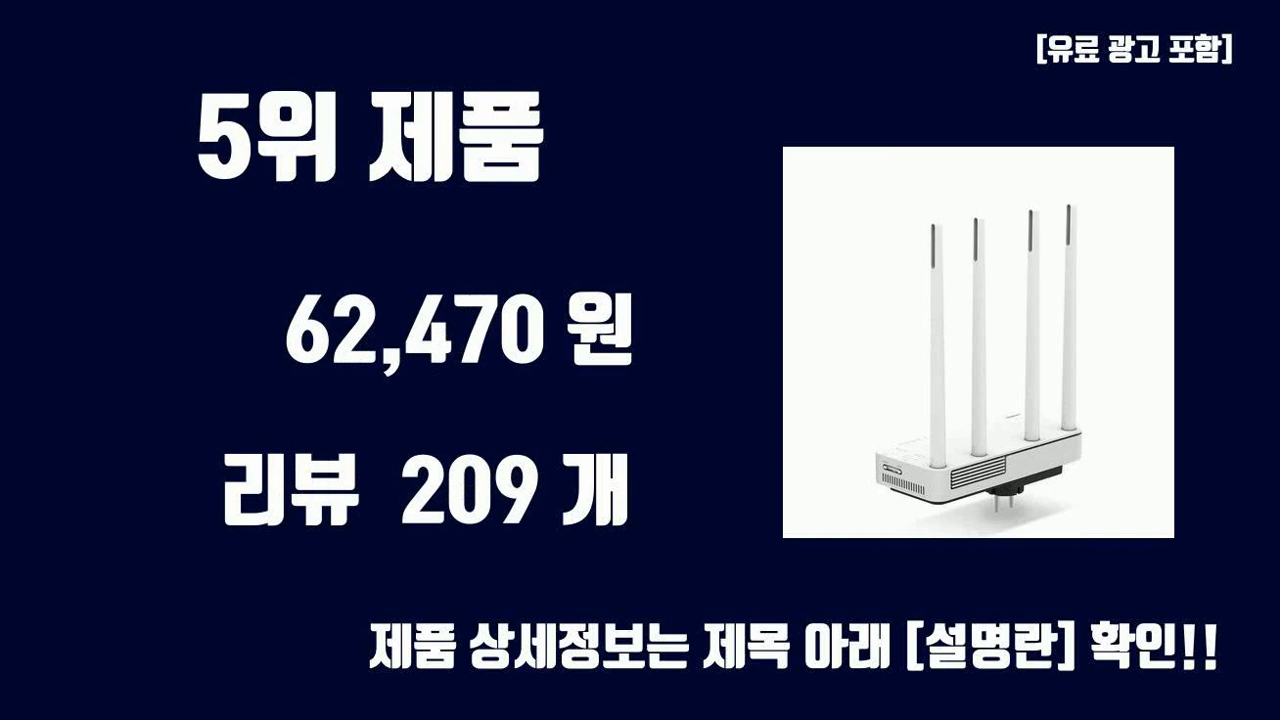 [유료 광고 포함]
5위 제품
62,470 원
리뷰 209 개
제품 상세정보는 제목 아래 [설명란] 확인!!